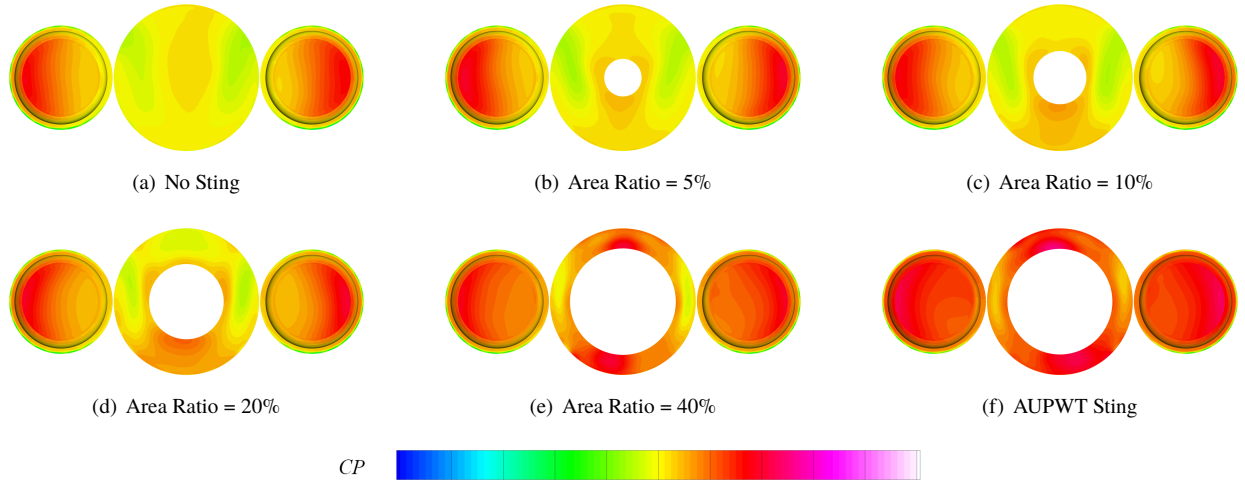 (a) No Sting
(b) Area Ratio = 5%
(c) Area Ratio = 10%
(d) Area Ratio = 20%
(e) Area Ratio = 40%
(f) AUPWT Sting
CP